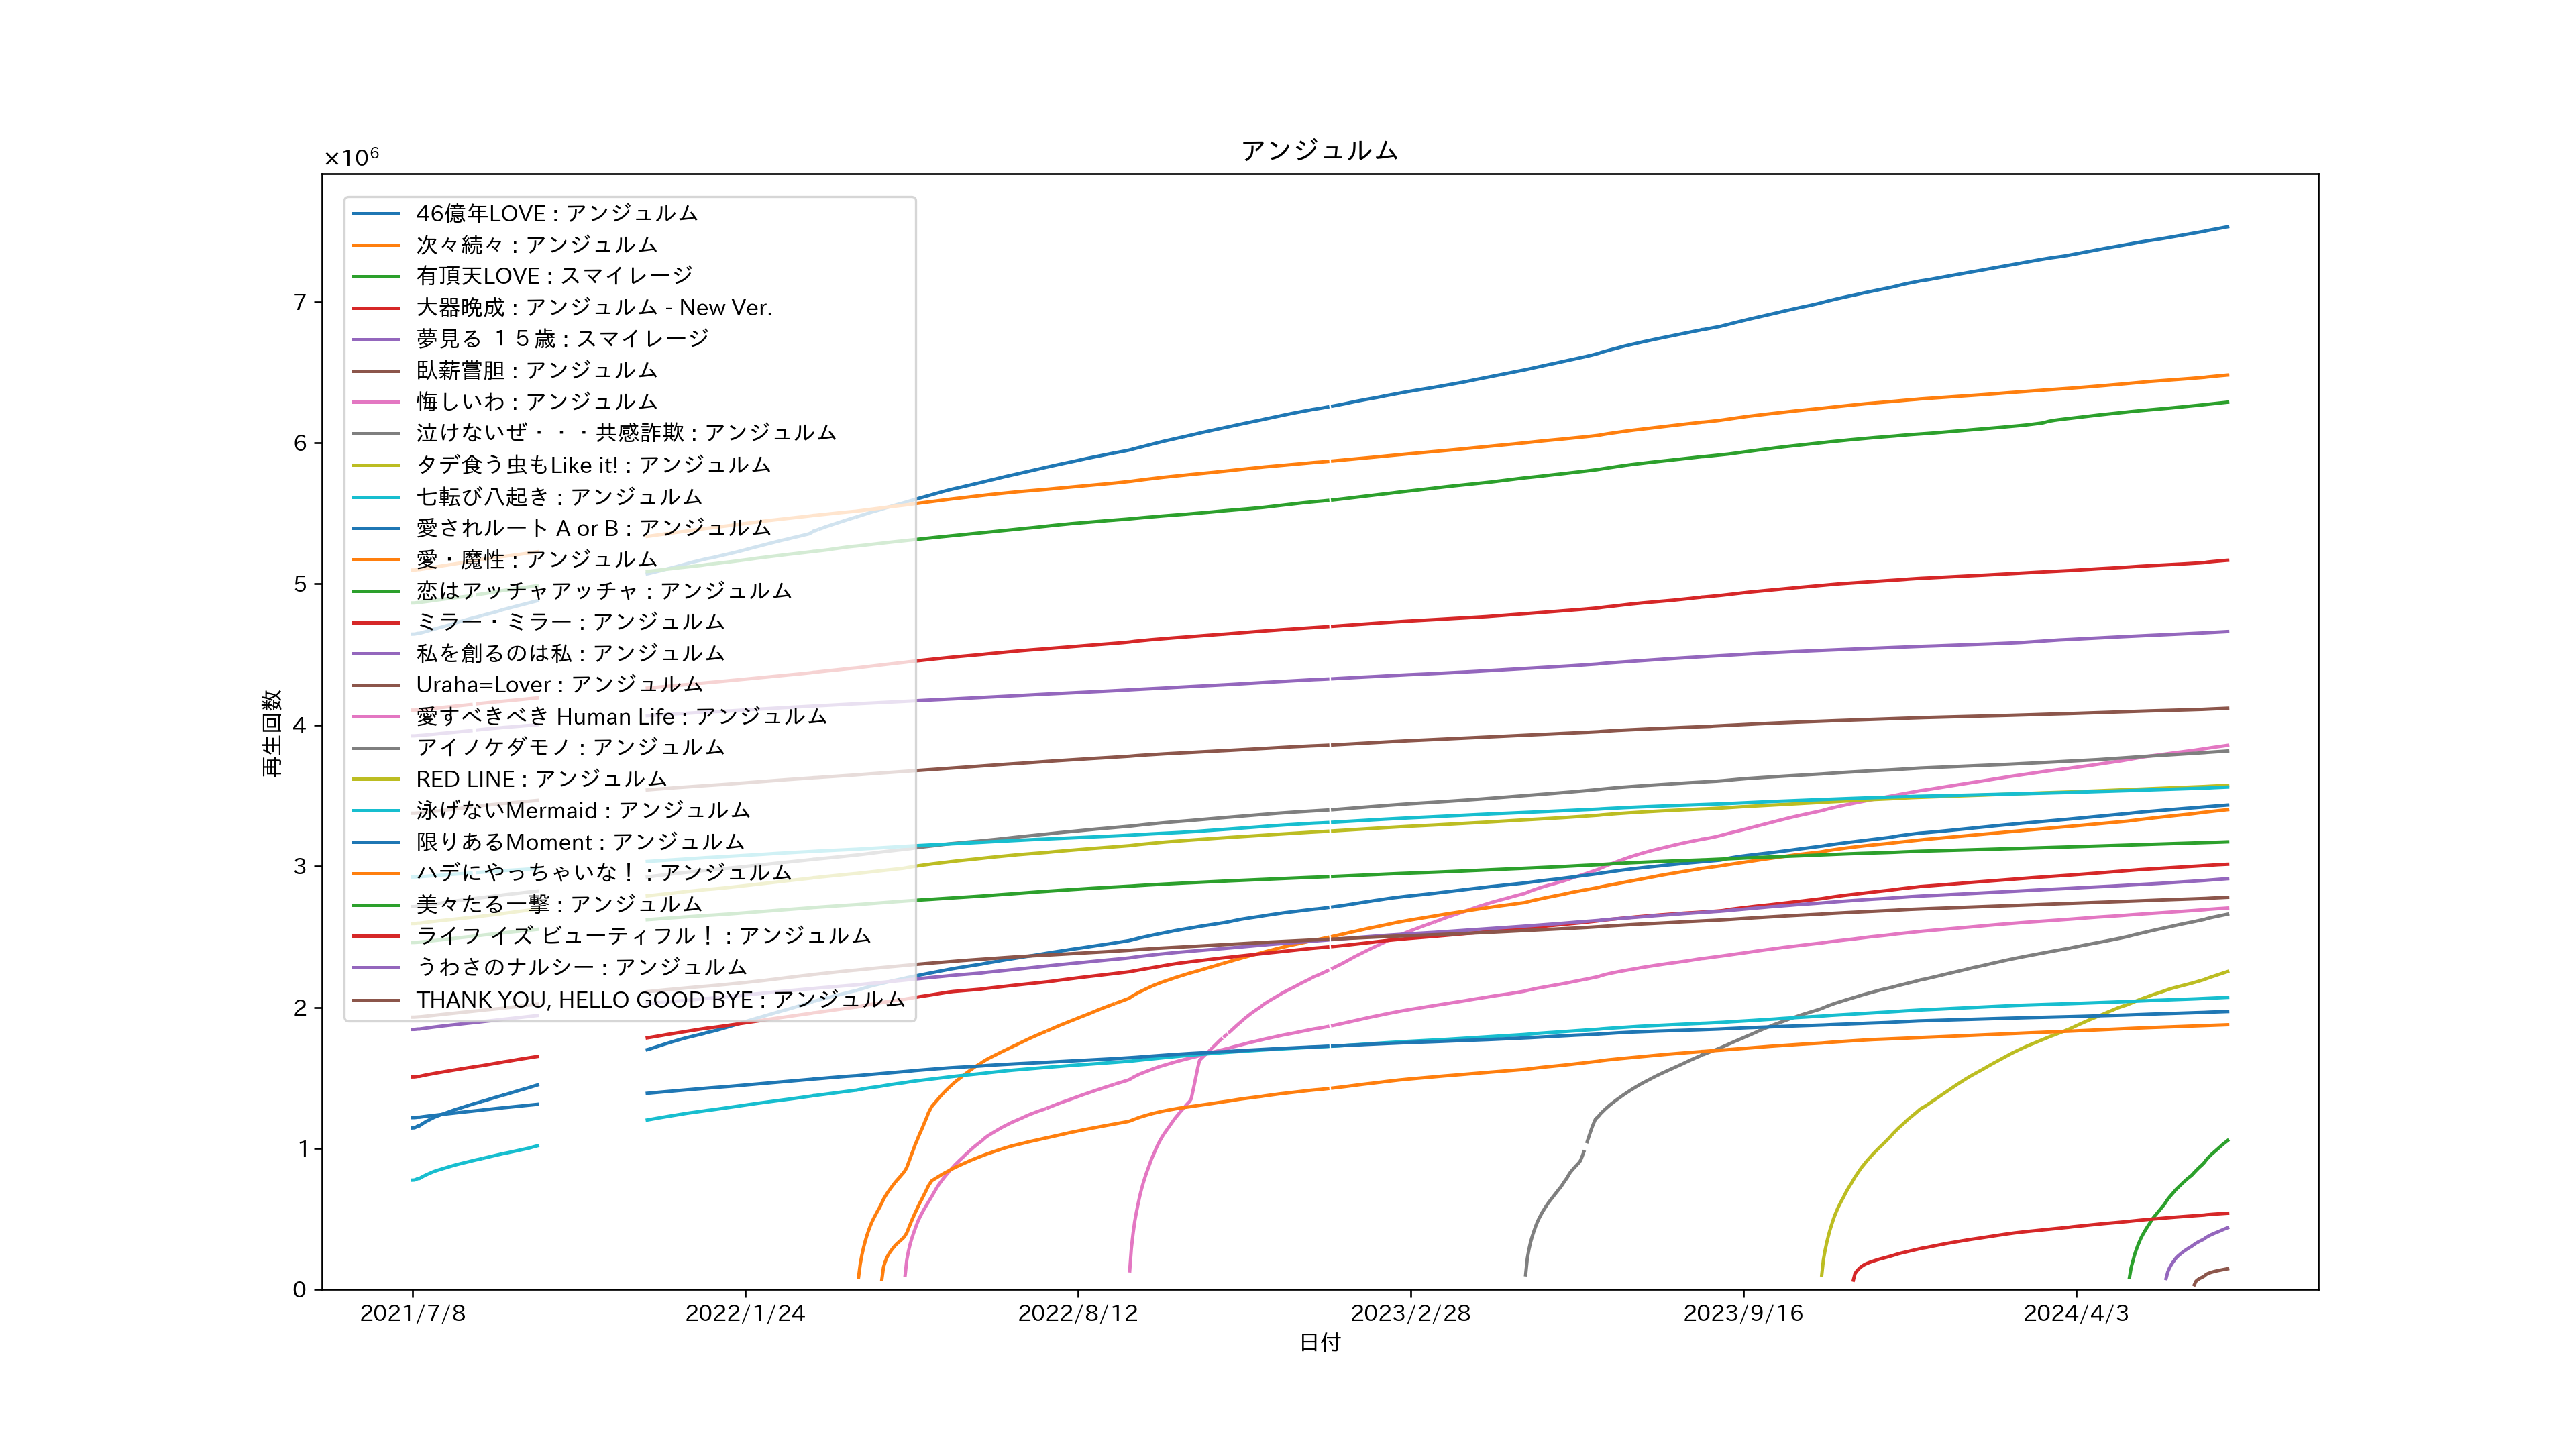 アンジュルム
×10⁶
46億年LOVE : アンジュルム
次々続々 : アンジュルム
有頂天LOVE : スマイレージ
大器晩成 : アンジュルム - New Ver.
夢見る １５歳 : スマイレージ
臥薪嘗胆 : アンジュルム
悔しいわ : アンジュルム
泣けないぜ・・・共感詐欺 : アンジュルム
タデ食う虫もLike it! : アンジュルム
七転び八起き : アンジュルム
愛されルート A or B : アンジュルム
愛・魔性 : アンジュルム
恋はアッチャアッチャ : アンジュルム
ミラー・ミラー : アンジュルム
私を創るのは私 : アンジュルム
Uraha=Lover : アンジュルム
愛すべきべき Human Life : アンジュルム
アイノケダモノ : アンジュルム
RED LINE : アンジュルム
泳げないMermaid : アンジュルム
限りあるMoment : アンジュルム
ハデにやっちゃいな！ : アンジュルム
美々たる一撃 : アンジュルム
ライフ イズ ビューティフル！ : アンジュルム
うわさのナルシー : アンジュルム
THANK YOU, HELLO GOOD BYE : アンジュルム
再生回数
7
6
5
4
3
2
1
0
2021/7/8
2022/1/24
2022/8/12
2023/2/28
2023/9/16
2024/4/3
日付